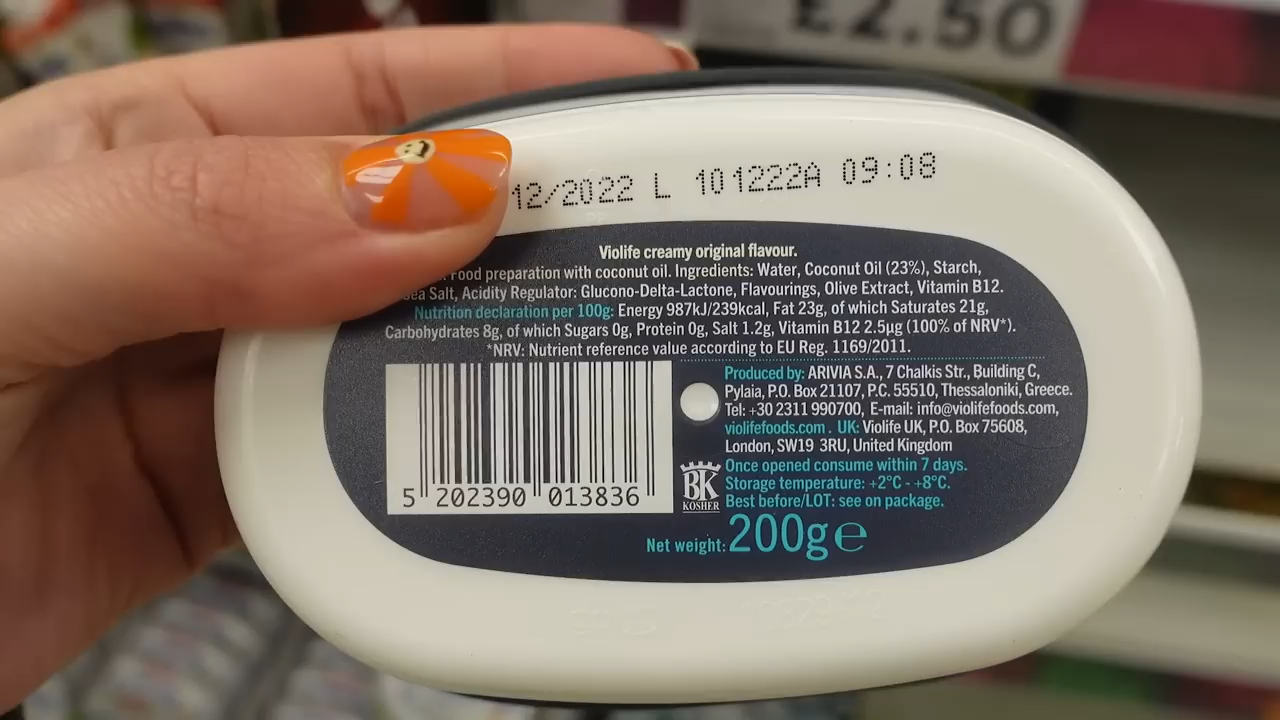 £2.50
12/2022 L 101222A 09:08
Violife creamy original flavour.
Food preparation with coconut oil. Ingredients: Water, Coconut Oil (23%), Starch,
Sea Salt, Acidity Regulator: Glucono-Delta-Lactone, Flavourings, Olive Extract, Vitamin B12.
Nutrition declaration per 100g: Energy 987kJ/239kcal, Fat 23g, of which Saturates 21g,
Carbohydrates 8g, of which Sugars 0g, Protein 0g, Salt 1.2g, Vitamin B12 2.5µg (100% of NRV*).
*NRV: Nutrient reference value according to EU Reg. 1169/2011.
Produced by: ARIVIA S.A., 7 Chalkis Str., Building C,
Pylaia, P.O. Box 21107, P.C. 55510, Thessaloniki, Greece.
Tel: +30 2311 990700, E-mail: info@violifefoods.com,
violifefoods.com . UK: Violife UK, P.O. Box 75608,
London, SW19 3RU, United Kingdom
BK
KOSHER
Once opened consume within 7 days.
Storage temperature: +2°C - +8°C.
Best before/LOT: see on package.
5 202390 013836
Net weight: 200g e